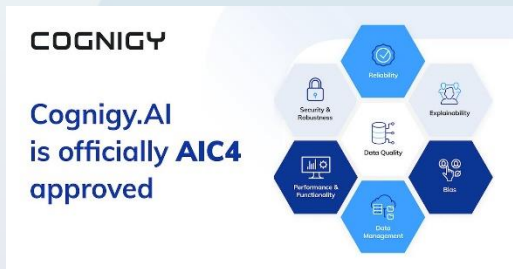 COGNIGY
Cognigy.AI
is officially AIC4
approved
Reliability
Security &
Robustness
Explainability
Data Quality
Performance &
Functionality
Bias
Data
Management